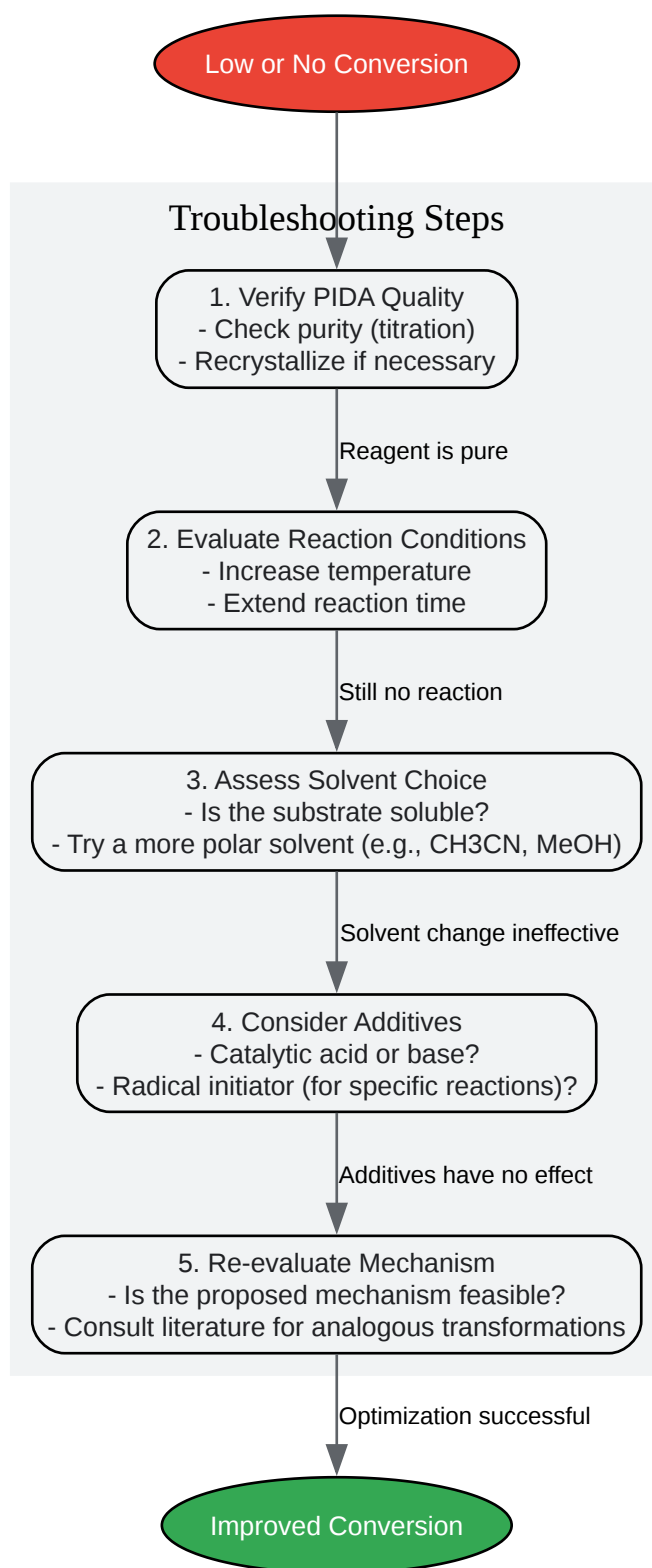 Low or No Conversion
Troubleshooting Steps
1. Verify PIDA Quality
- Check purity (titration)
- Recrystallize if necessary
Reagent is pure
2. Evaluate Reaction Conditions
- Increase temperature
- Extend reaction time
Still no reaction
3. Assess Solvent Choice
- Is the substrate soluble?
- Try a more polar solvent (e.g., CH3CN, MeOH)
Solvent change ineffective
4. Consider Additives
- Catalytic acid or base?
- Radical initiator (for specific reactions)?
Additives have no effect
5. Re-evaluate Mechanism
- Is the proposed mechanism feasible?
- Consult literature for analogous transformations
Optimization successful
Improved Conversion